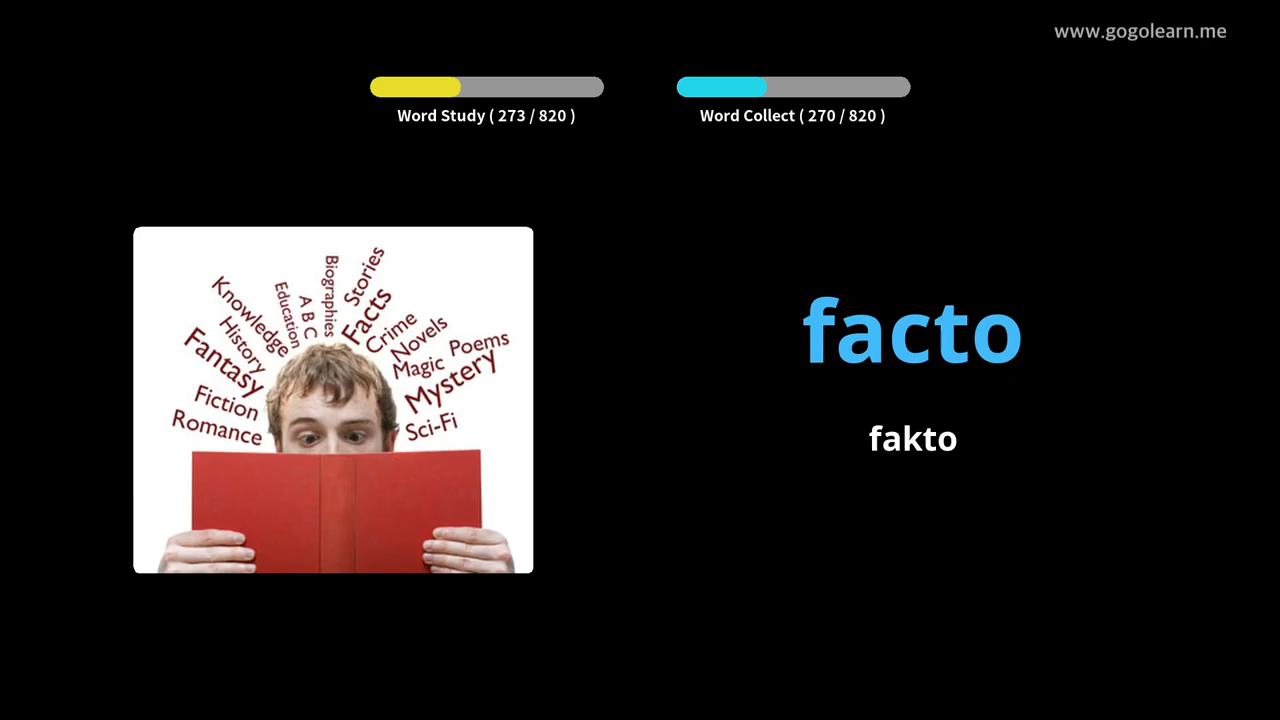 www.gogolearn.me
Word Study ( 273 / 820 )
Word Collect ( 270 / 820 )
Stories
Biographies
Facts
A B C
Education
Knowledge
Crime
History
Novels
Poems
Fantasy
Magic
Mystery
Fiction
Sci-Fi
Romance
facto
fakto